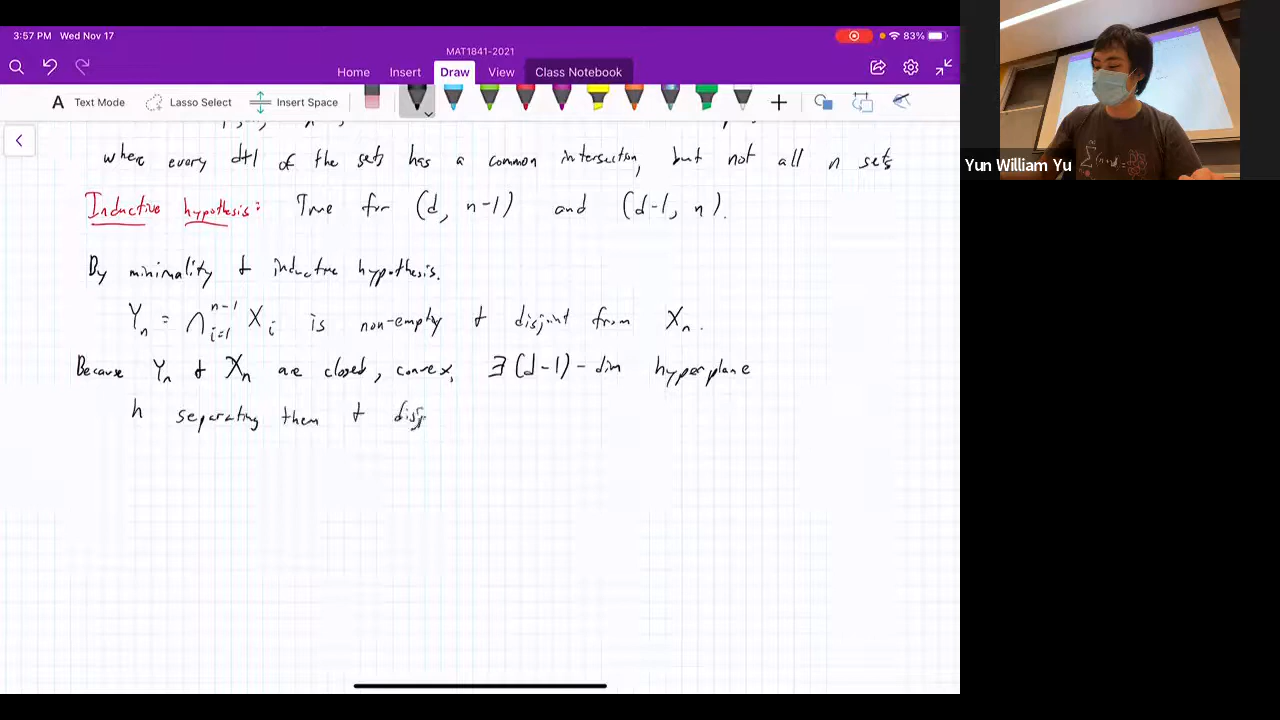 3:57 PM Wed Nov 17
83%
MAT1841-2021
Home Insert Draw View Class Notebook
A Text Mode Lasso Select Insert Space
where every d+1 of the sets has a common intersection, but not all n sets
Inductive hypothesis: True for (d, n-1) and (d-1, n).
By minimality + inductive hypothesis.
Yₙ = ∩ᵢ₌₁ⁿ⁻¹ Xᵢ is non-empty + disjoint from Xₙ.
Because Yₙ + Xₙ are closed, convex, ∃ (d-1)-dim hyperplane
h separating them + disj
Yun William Yu